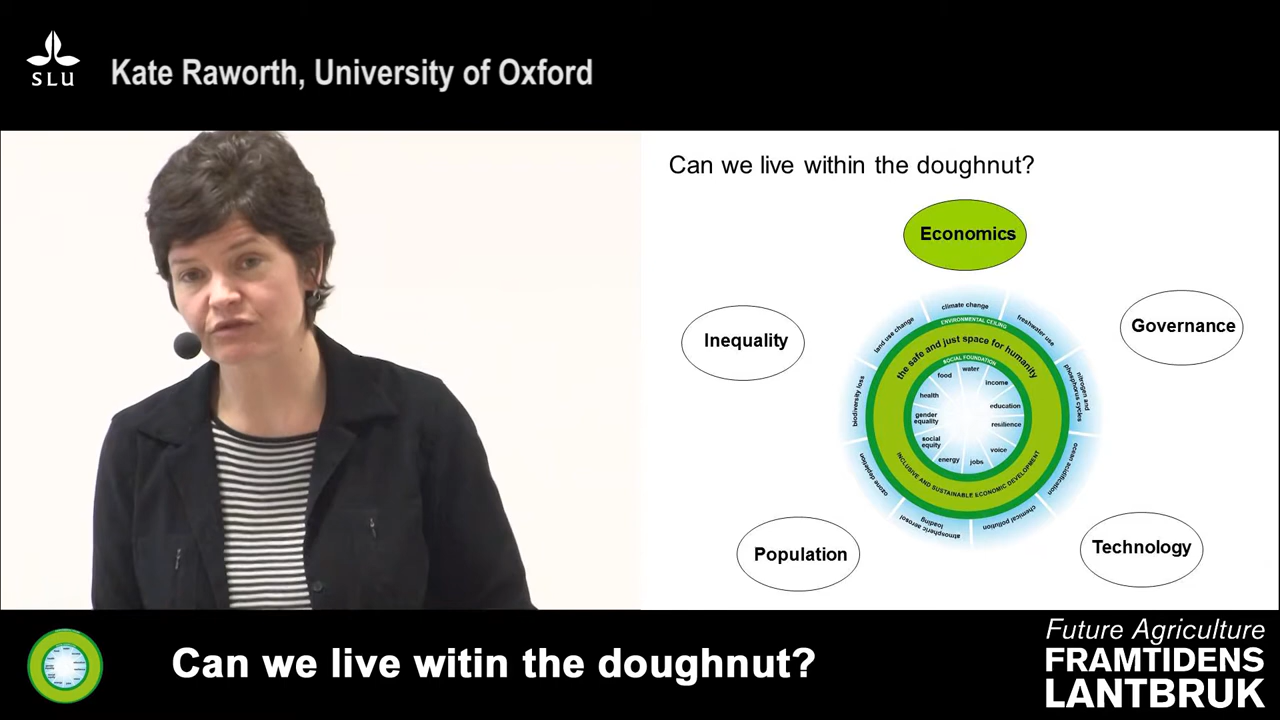 SLU
Kate Raworth, University of Oxford
Can we live within the doughnut?
Economics
Inequality
Governance
climate change
land use change
freshwater use
ENVIRONMENTAL CEILING
the safe and just space for humanity
SOCIAL FOUNDATION
water
food
income
health
education
gender
equality
resilience
social
equity
voice
energy
jobs
biodiversity loss
nitrogen and
phosphorus cycles
INCLUSIVE AND SUSTAINABLE ECONOMIC DEVELOPMENT
ozone depletion
ocean acidification
atmospheric aerosol
loading
chemical pollution
Population
Technology
Can we live witin the doughnut?
Future Agriculture
FRAMTIDENS
LANTBRUK